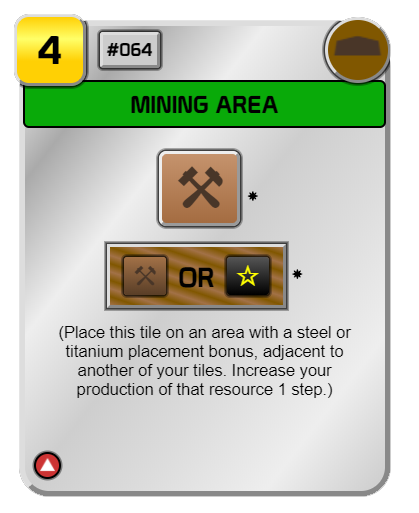 4
#064
MINING AREA
*
OR
*
(Place this tile on an area with a steel or
titanium placement bonus, adjacent to
another of your tiles. Increase your
production of that resource 1 step.)